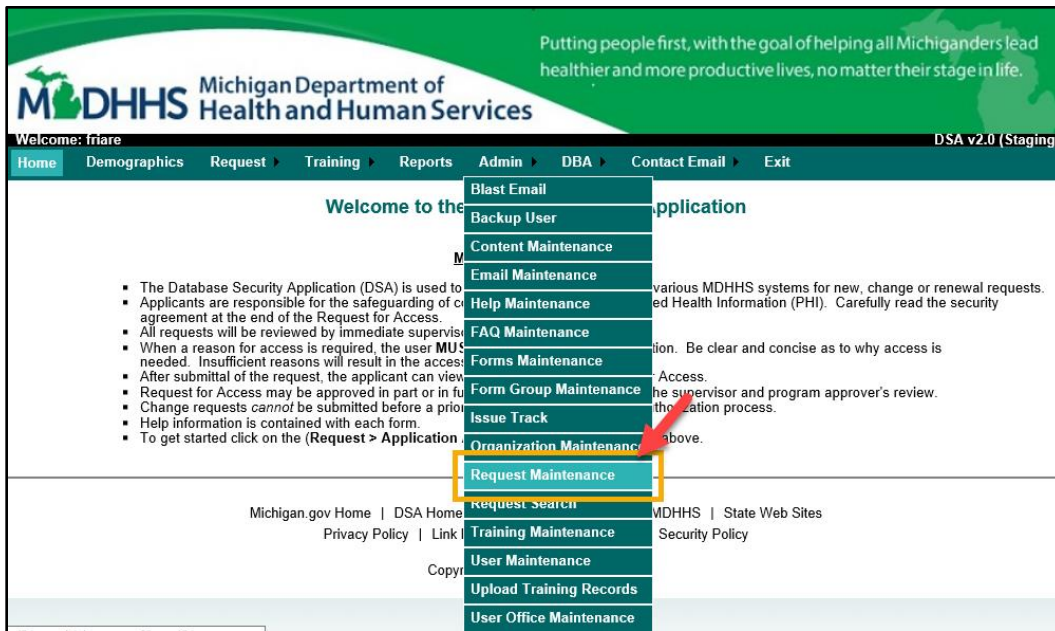 Putting people first, with the goal of helping all Michiganders lead
healthier and more productive lives, no matter their stage in life.
MDHHS Michigan Department of
Health and Human Services
Welcome: friare DSA v2.0 (Staging
Home Demographics Request Training Reports Admin DBA Contact Email Exit
Blast Email
Backup User
Content Maintenance
Email Maintenance
Help Maintenance
FAQ Maintenance
Forms Maintenance
Form Group Maintenance
Issue Track
Organization Maintenance
Request Maintenance
Request Search
Training Maintenance
User Maintenance
Upload Training Records
User Office Maintenance
Welcome to the pplication
M
The Database Security Application (DSA) is used to various MDHHS systems for new, change or renewal requests.
Applicants are responsible for the safeguarding of co ed Health Information (PHI). Carefully read the security
agreement at the end of the Request for Access.
All requests will be reviewed by immediate superviso
When a reason for access is required, the user MUS tion. Be clear and concise as to why access is
needed. Insufficient reasons will result in the access
After submittal of the request, the applicant can view Access.
Request for Access may be approved in part or in fu he supervisor and program approver's review.
Change requests cannot be submitted before a prio thorization process.
Help information is contained with each form.
To get started click on the (Request > Application above.
Michigan.gov Home | DSA Home MDHHS | State Web Sites
Privacy Policy | Link Security Policy
Copyr